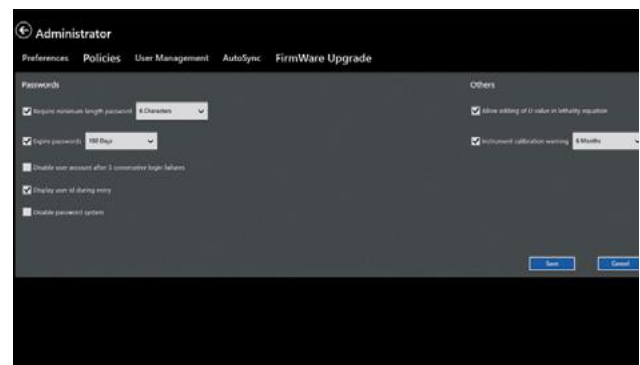 Administrator
Preferences Policies User Management AutoSync FirmWare Upgrade
Passwords
Require minimum length password 6 Characters
Expire passwords 180 Days
Disable user account after 3 consecutive login failures
Display user id during entry
Disable password system
Others
Allow editing of D value in lethality equation
Instrument calibration warning 6 Months
Save Cancel